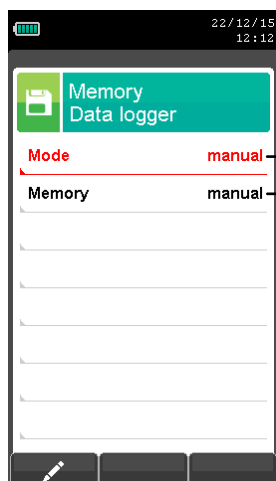 22/12/15
12:12
Memory
Data logger
Mode manual
Memory manual